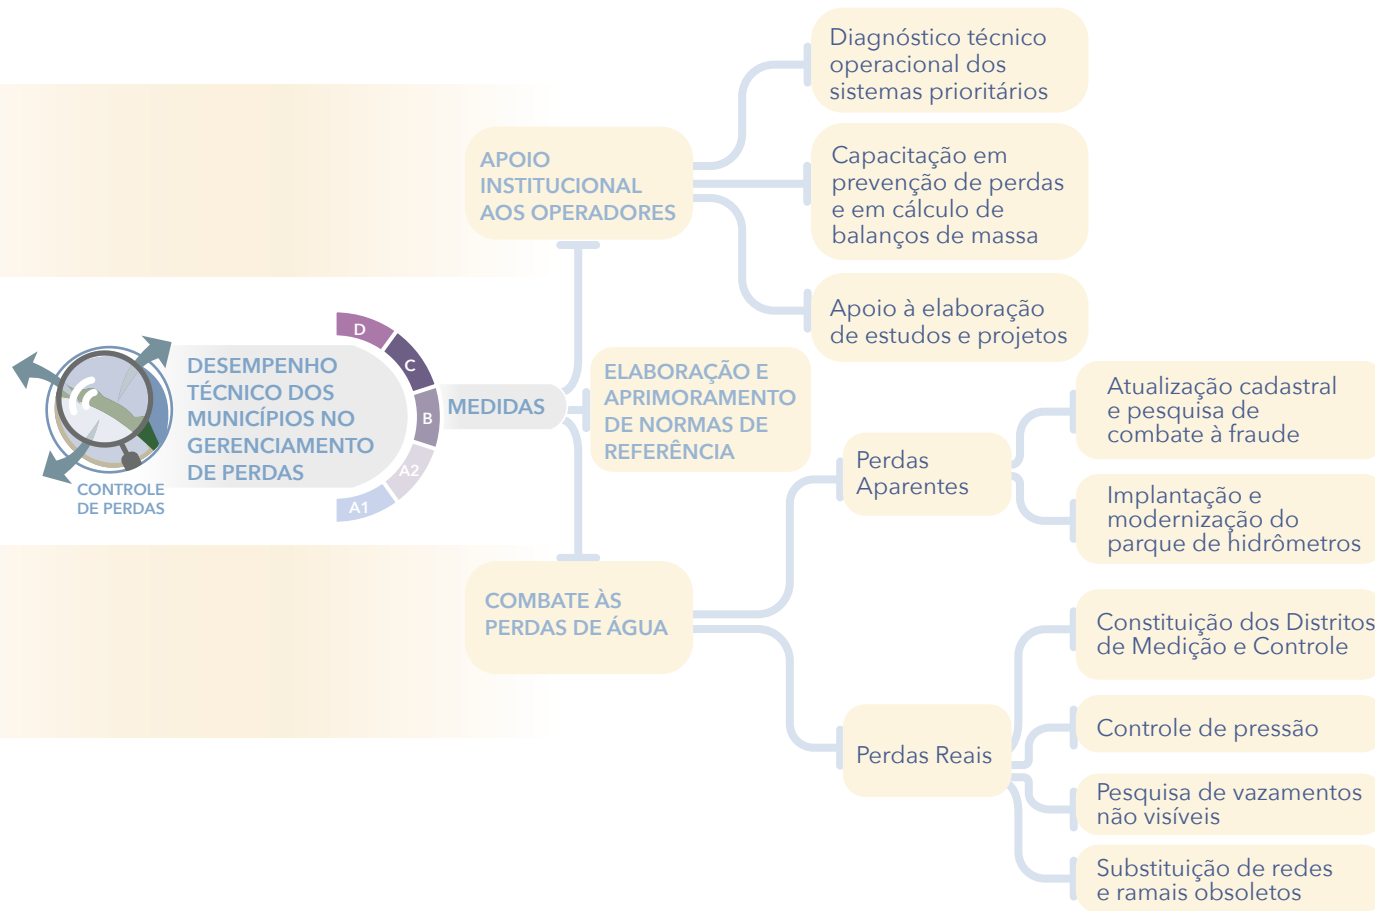 CONTROLE
DE PERDAS
DESEMPENHO
TÉCNICO DOS
MUNICÍPIOS NO
GERENCIAMENTO
DE PERDAS
D
C
B
A2
A1
MEDIDAS
APOIO
INSTITUCIONAL
AOS OPERADORES
Diagnóstico técnico
operacional dos
sistemas prioritários
Capacitação em
prevenção de perdas
e em cálculo de
balanços de massa
Apoio à elaboração
de estudos e projetos
ELABORAÇÃO E
APRIMORAMENTO
DE NORMAS DE
REFERÊNCIA
COMBATE ÀS
PERDAS DE ÁGUA
Perdas
Aparentes
Atualização cadastral
e pesquisa de
combate à fraude
Implantação e
modernização do
parque de hidrômetros
Perdas Reais
Constituição dos Distritos
de Medição e Controle
Controle de pressão
Pesquisa de vazamentos
não visíveis
Substituição de redes
e ramais obsoletos